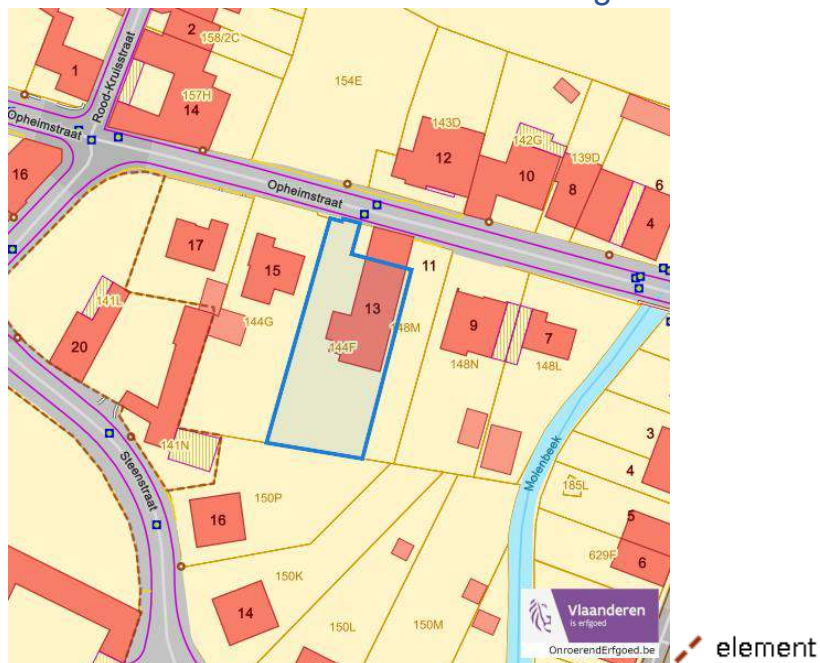 2
158/2C
1
154E
Rood-Kruisstraat
157H
14
Opheimstraat
143D
142G
12
139D
16
10
8
6
4
Opheimstraat
17
15
11
13
141L
144G
148M
9
7
20
144F
148N
148L
141N
Molenbeek
3
4
Steenstraat
185L
150P
16
5
629F
6
150K
14
150L
150M
Vlaanderen
is erfgoed
OnroerendErfgoed.be
element